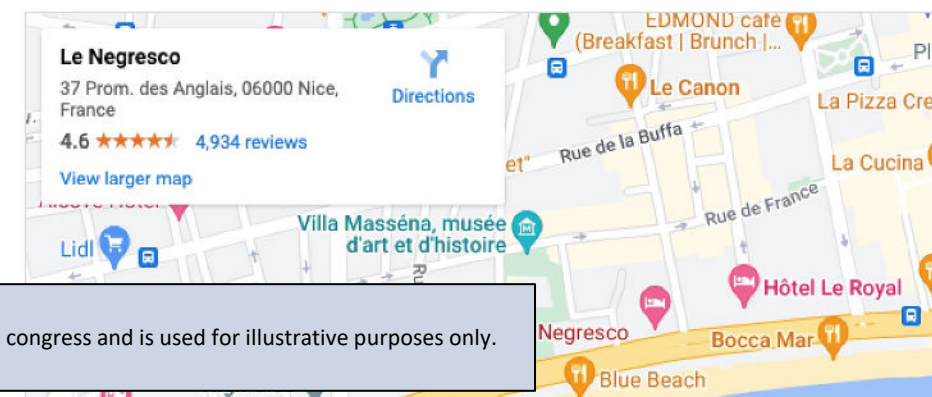 EDMOND café
(Breakfast | Brunch |...
Le Negresco
37 Prom. des Anglais, 06000 Nice,
France
Directions
4.6
4,934 reviews
View larger map
Le Canon
La Pizza Cre
Rue de la Buffa
La Cucina
et"
Rue de France
Villa Masséna, musée
d'art et d'histoire
Lidl
Ru
Hôtel Le Royal
congress and is used for illustrative purposes only.
Negresco
Bocca Mar
Blue Beach
Pl